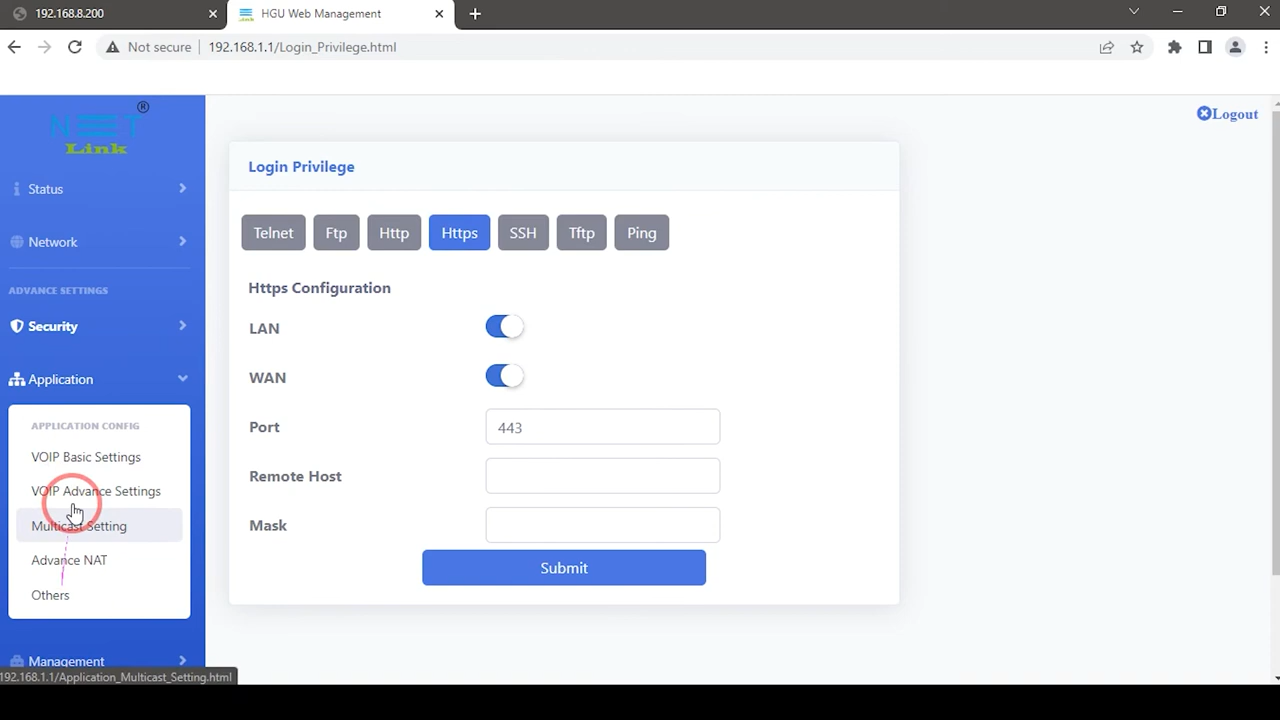 192.168.8.200
HGU Web Management
Not secure
192.168.1.1/Login_Privilege.html
®
NEET
Link
Logout
Status
Network
ADVANCE SETTINGS
Security
Application
APPLICATION CONFIG
VOIP Basic Settings
VOIP Advance Settings
Multicast Setting
Advance NAT
Others
Management
192.168.1.1/Application_Multicast_Setting.html
Login Privilege
Telnet Ftp Http Https SSH Tftp Ping
Https Configuration
LAN
WAN
Port 443
Remote Host
Mask
Submit